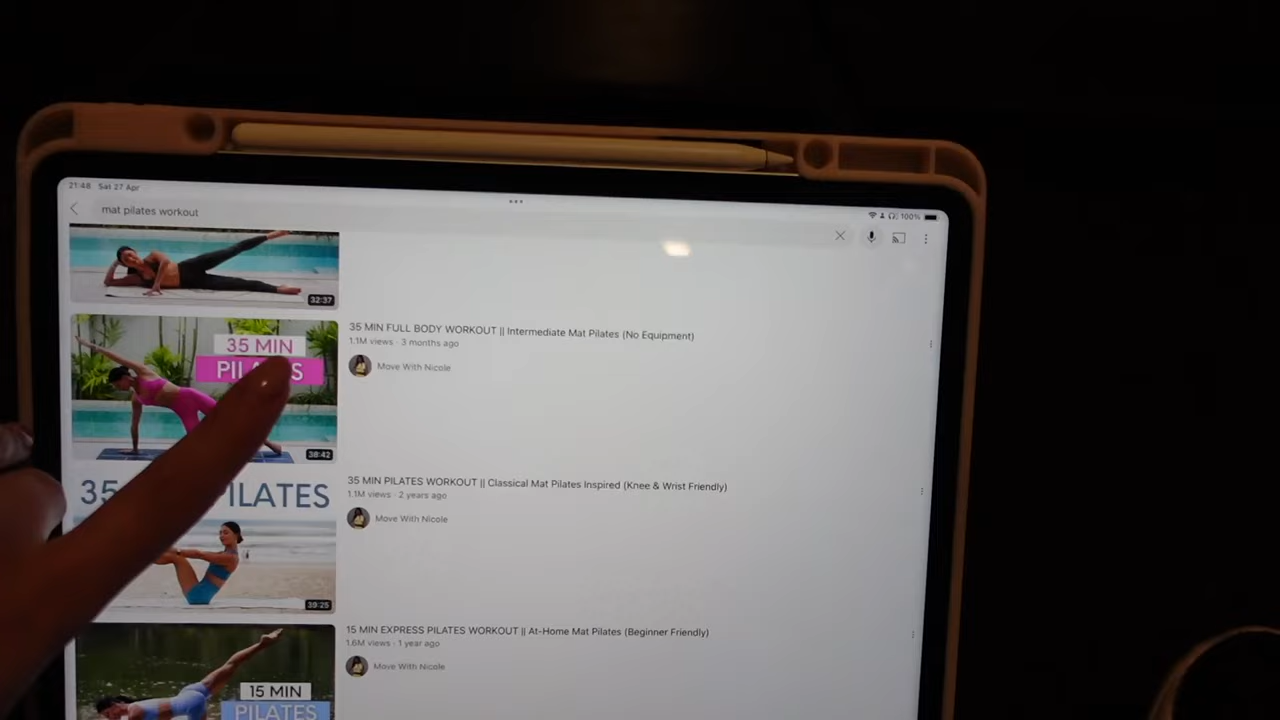 21:48 Sat 27 Apr
100%
mat pilates workout
32:37
35 MIN
38:42
35 MIN FULL BODY WORKOUT || Intermediate Mat Pilates (No Equipment)
1.1M views · 3 months ago
Move With Nicole
35
39:25
35 MIN PILATES WORKOUT || Classical Mat Pilates Inspired (Knee & Wrist Friendly)
1.1M views · 2 years ago
Move With Nicole
15 MIN
PILATES
15 MIN EXPRESS PILATES WORKOUT || At-Home Mat Pilates (Beginner Friendly)
1.6M views · 1 year ago
Move With Nicole